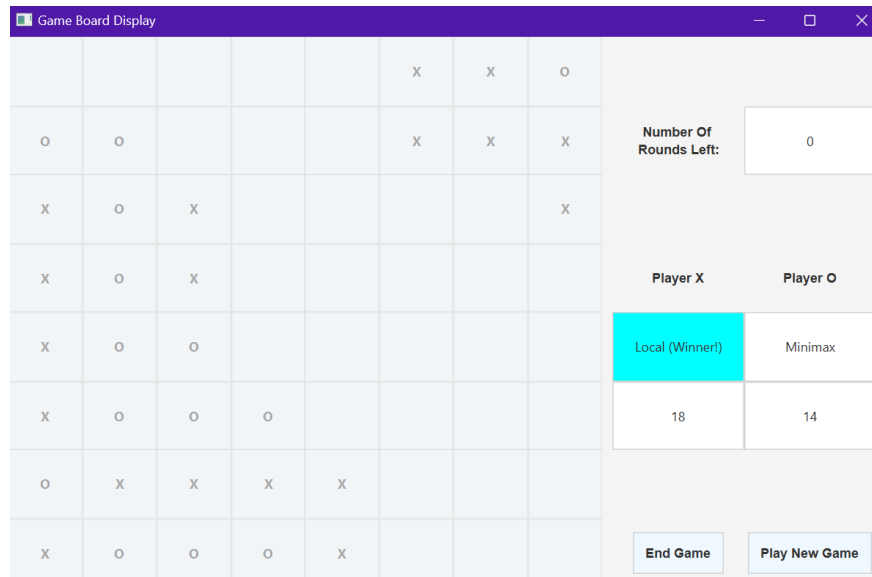 Game Board Display
X X O
O O X X X
X O X X
X O X
X O O
X O O O
O X X X X
X O O O X
Number Of
Rounds Left:
0
Player X Player O
Local (Winner!) Minimax
18 14
End Game Play New Game